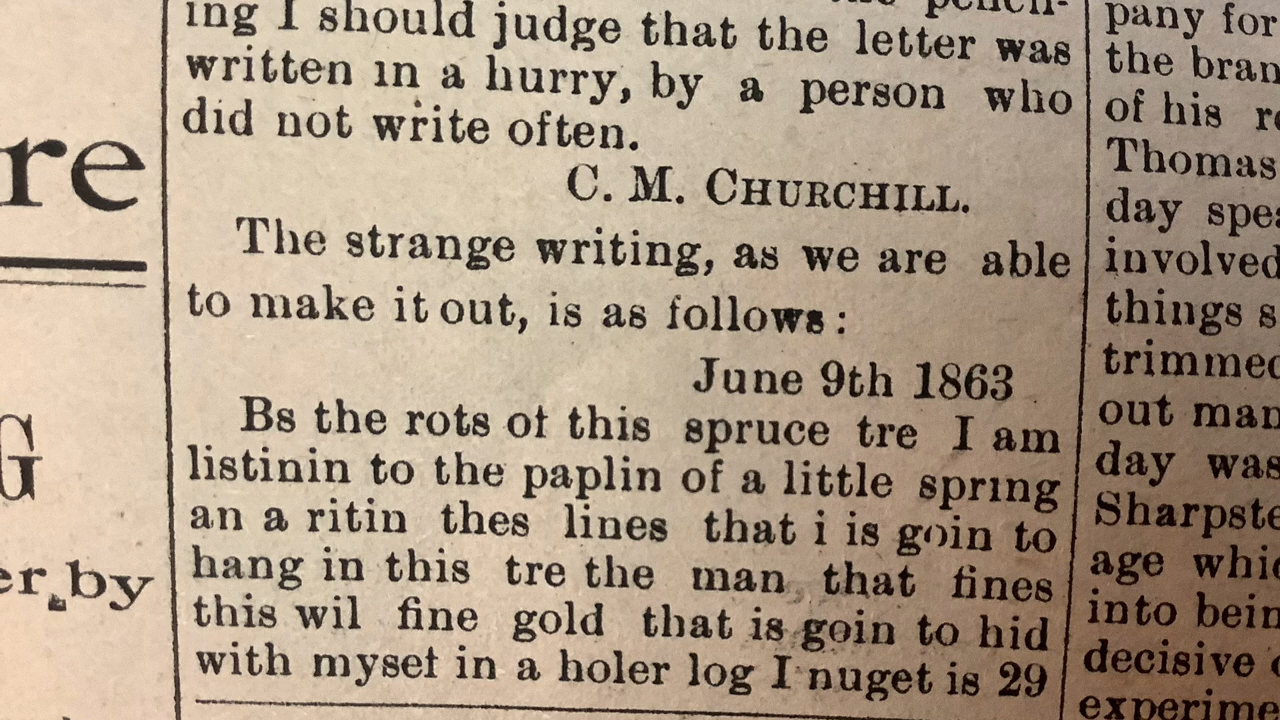 ing I should judge that the letter was
written in a hurry, by a person who
did not write often.
C. M. CHURCHILL.
The strange writing, as we are able
to make it out, is as follows:
June 9th 1863
Bs the rots of this spruce tre I am
listinin to the paplin of a little spring
an a ritin thes lines that i is goin to
hang in this tre the man that fines
this wil fine gold that is goin to hid
with mysef in a holer log I nuget is 29
re
G
er by
pany for
the bran
of his
Thomas
day spe
involved
things s
trimmed
out man
day was
Sharpste
age whic
into bein
decisive
experime